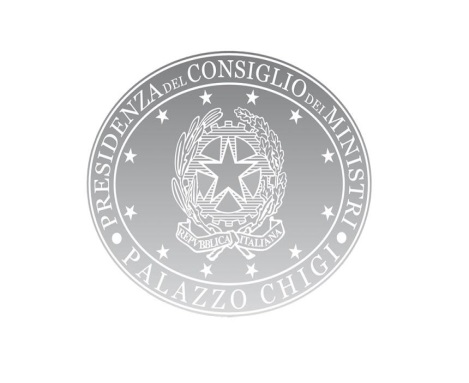 PRESIDENZA DEL CONSIGLIO DEI MINISTRI
REPVBBLICA ITALIANA
• PALAZZO CHIGI •